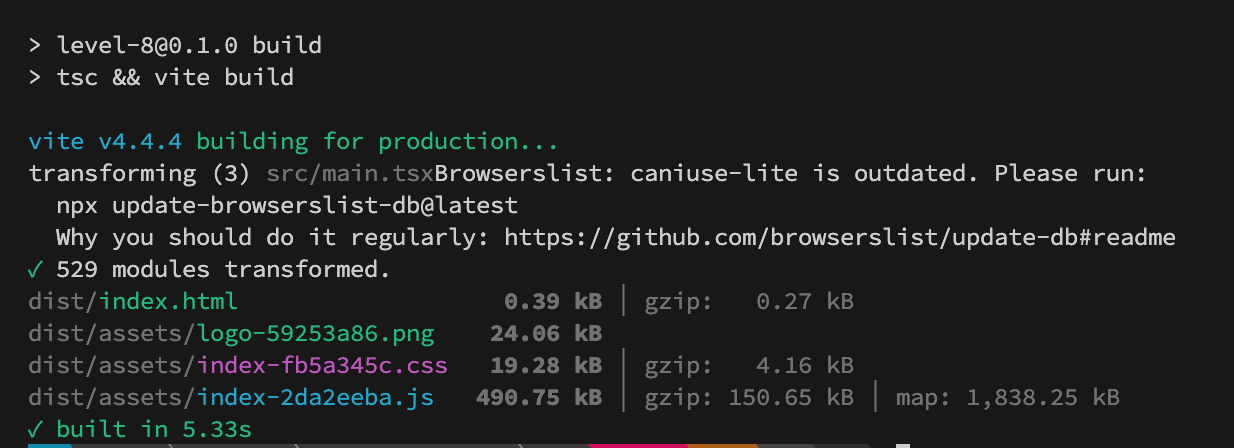 > level-8@0.1.0 build
> tsc && vite build
vite v4.4.4 building for production...
transforming (3) src/main.tsxBrowserslist: caniuse-lite is outdated. Please run:
  npx update-browserslist-db@latest
  Why you should do it regularly: https://github.com/browserslist/update-db#readme
✓ 529 modules transformed.
dist/index.html                   0.39 kB │ gzip:   0.27 kB
dist/assets/logo-59253a86.png    24.06 kB
dist/assets/index-fb5a345c.css   19.28 kB │ gzip:   4.16 kB
dist/assets/index-2da2eeba.js   490.75 kB │ gzip: 150.65 kB │ map: 1,838.25 kB
✓ built in 5.33s